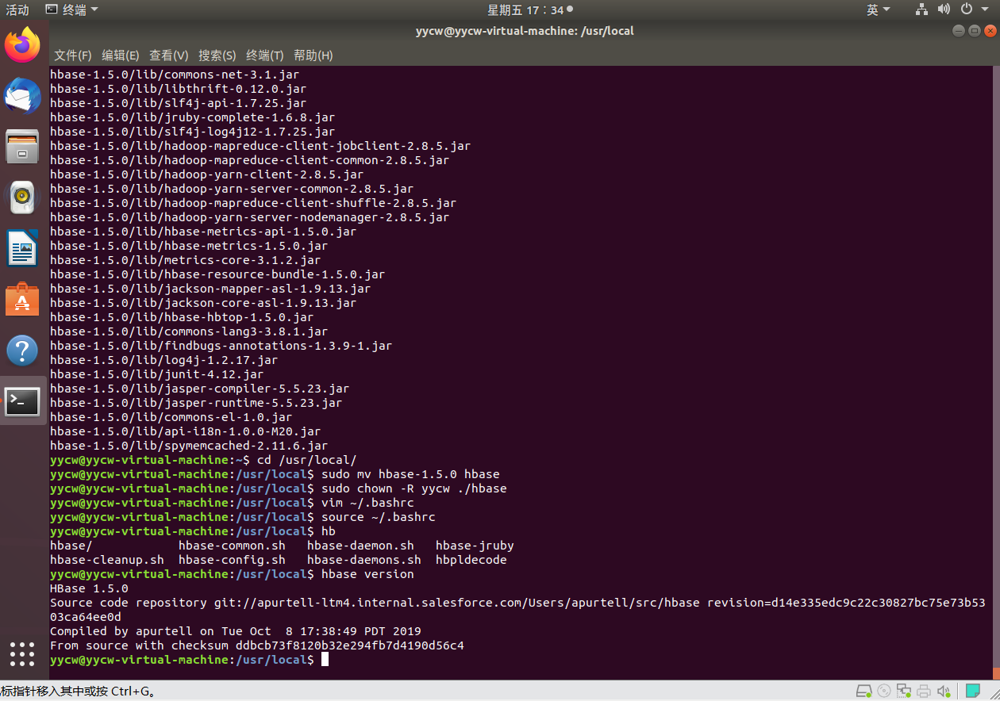 活动 终端 星期五 17：34 英
yycw@yycw-virtual-machine: /usr/local
文件(F) 编辑(E) 查看(V) 搜索(S) 终端(T) 帮助(H)
hbase-1.5.0/lib/commons-net-3.1.jar
hbase-1.5.0/lib/libthrift-0.12.0.jar
hbase-1.5.0/lib/slf4j-api-1.7.25.jar
hbase-1.5.0/lib/jruby-complete-1.6.8.jar
hbase-1.5.0/lib/slf4j-log4j12-1.7.25.jar
hbase-1.5.0/lib/hadoop-mapreduce-client-jobclient-2.8.5.jar
hbase-1.5.0/lib/hadoop-mapreduce-client-common-2.8.5.jar
hbase-1.5.0/lib/hadoop-yarn-client-2.8.5.jar
hbase-1.5.0/lib/hadoop-yarn-server-common-2.8.5.jar
hbase-1.5.0/lib/hadoop-mapreduce-client-shuffle-2.8.5.jar
hbase-1.5.0/lib/hadoop-yarn-server-nodemanager-2.8.5.jar
hbase-1.5.0/lib/hbase-metrics-api-1.5.0.jar
hbase-1.5.0/lib/hbase-metrics-1.5.0.jar
hbase-1.5.0/lib/metrics-core-3.1.2.jar
hbase-1.5.0/lib/hbase-resource-bundle-1.5.0.jar
hbase-1.5.0/lib/jackson-mapper-asl-1.9.13.jar
hbase-1.5.0/lib/jackson-core-asl-1.9.13.jar
hbase-1.5.0/lib/hbase-hbtop-1.5.0.jar
hbase-1.5.0/lib/commons-lang3-3.8.1.jar
hbase-1.5.0/lib/findbugs-annotations-1.3.9-1.jar
hbase-1.5.0/lib/log4j-1.2.17.jar
hbase-1.5.0/lib/junit-4.12.jar
hbase-1.5.0/lib/jasper-compiler-5.5.23.jar
hbase-1.5.0/lib/jasper-runtime-5.5.23.jar
hbase-1.5.0/lib/commons-el-1.0.jar
hbase-1.5.0/lib/api-i18n-1.0.0-M20.jar
hbase-1.5.0/lib/spymemcached-2.11.6.jar
yycw@yycw-virtual-machine:~$ cd /usr/local/
yycw@yycw-virtual-machine:/usr/local$ sudo mv hbase-1.5.0 hbase
yycw@yycw-virtual-machine:/usr/local$ sudo chown -R yycw ./hbase
yycw@yycw-virtual-machine:/usr/local$ vim ~/.bashrc
yycw@yycw-virtual-machine:/usr/local$ source ~/.bashrc
yycw@yycw-virtual-machine:/usr/local$ hb
hbase/ hbase-common.sh hbase-daemon.sh hbase-jruby
hbase-cleanup.sh hbase-config.sh hbase-daemons.sh hbpldecode
yycw@yycw-virtual-machine:/usr/local$ hbase version
HBase 1.5.0
Source code repository git://apurtell-ltm4.internal.salesforce.com/Users/apurtell/src/hbase revision=d14e335edc9c22c30827bc75e73b53
03ca64ee0d
Compiled by apurtell on Tue Oct  8 17:38:49 PDT 2019
From source with checksum ddbcb73f8120b32e294fb7d4190d56c4
yycw@yycw-virtual-machine:/usr/local$
标指针移入其中或按 Ctrl+G。